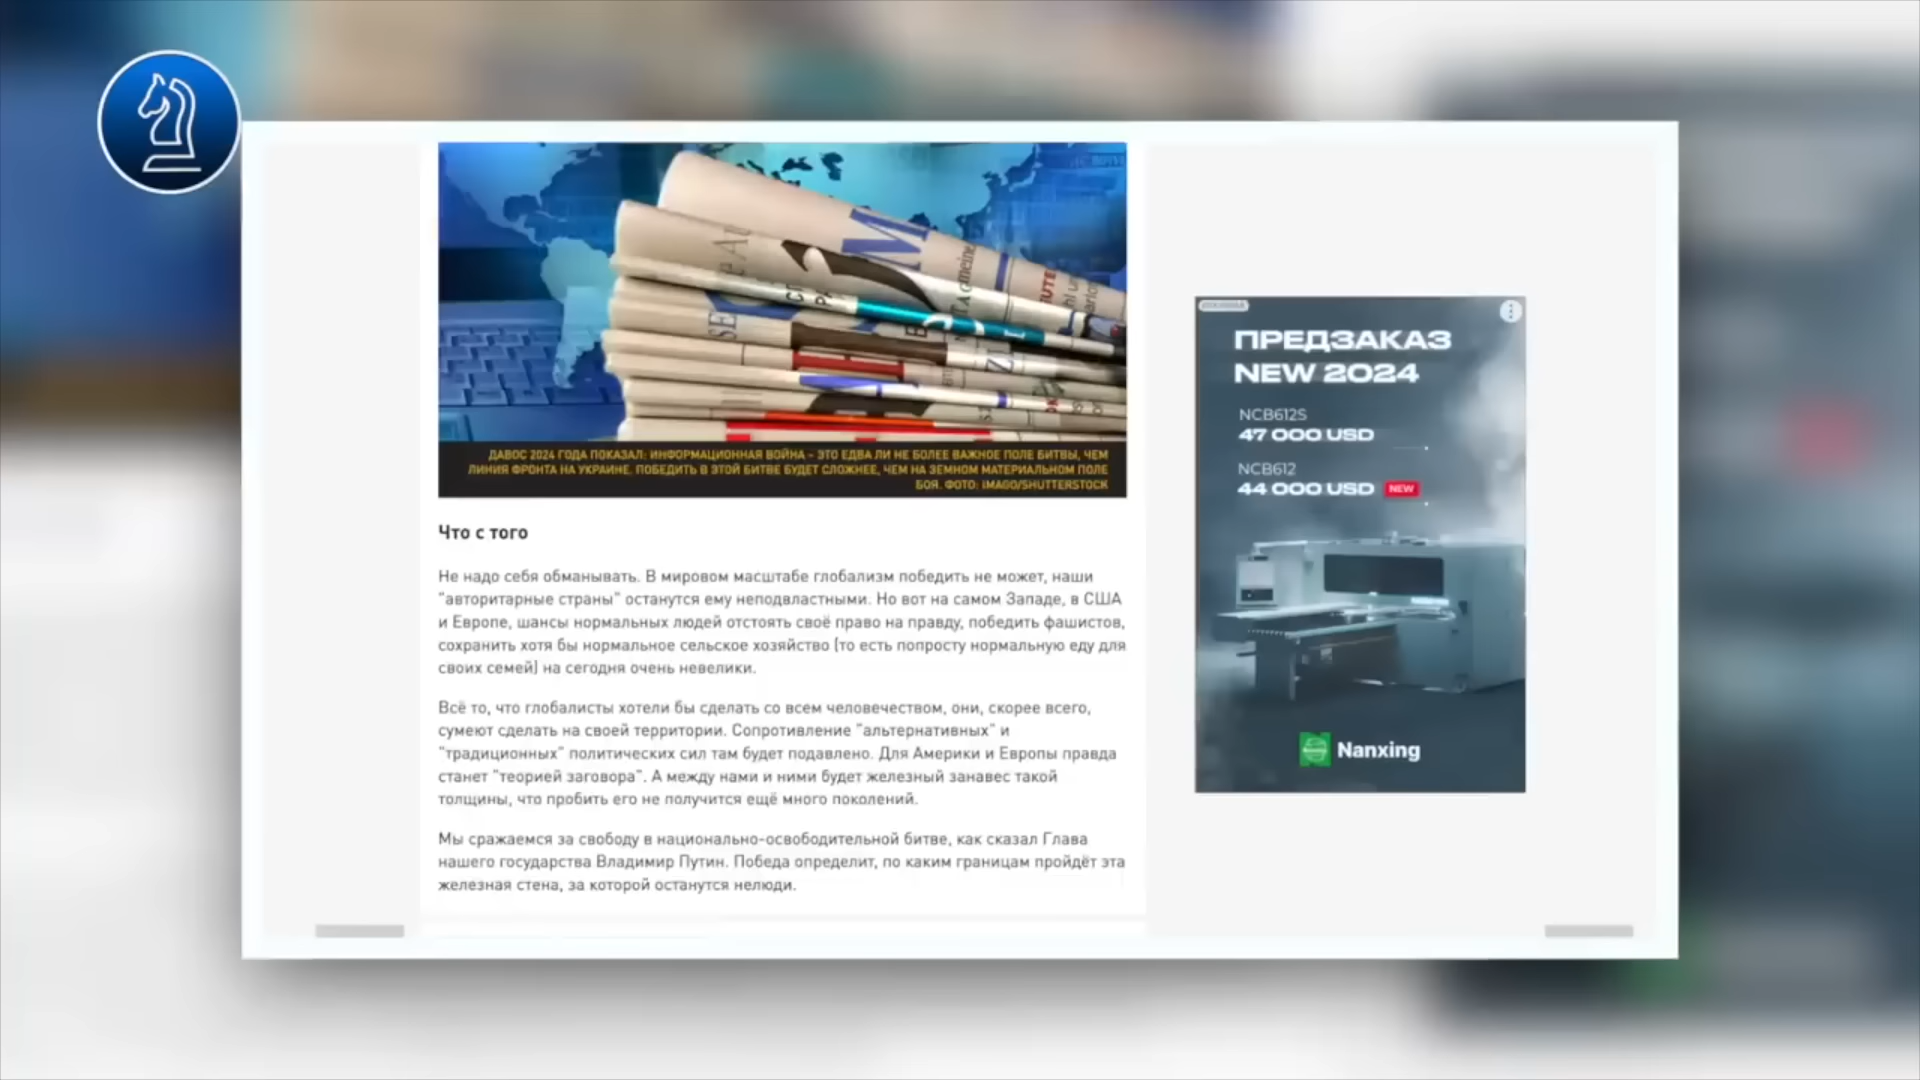 ДАВОС 2024 ГОДА ПОКАЗАЛ: ИНФОРМАЦИОННАЯ ВОЙНА – ЭТО ЕДВА ЛИ НЕ БОЛЕЕ ВАЖНОЕ ПОЛЕ БИТВЫ, ЧЕМ
ЛИНИЯ ФРОНТА НА УКРАИНЕ. ПОБЕДИТЬ В ЭТОЙ БИТВЕ БУДЕТ СЛОЖНЕЕ, ЧЕМ НА ЗЕМНОМ МАТЕРИАЛЬНОМ ПОЛЕ
БОЯ. ФОТО: IMAGO/SHUTTERSTOCK
Что с того
Не надо себя обманывать. В мировом масштабе глобализм победить не может, наши
"авторитарные страны" останутся ему неподвластными. Но вот на самом Западе, в США
и Европе, шансы нормальных людей отстоять своё право на правду, победить фашистов,
сохранить хотя бы нормальное сельское хозяйство (то есть попросту нормальную еду для
своих семей) на сегодня очень невелики.
Всё то, что глобалисты хотели бы сделать со всем человечеством, они, скорее всего,
сумеют сделать на своей территории. Сопротивление "альтернативных" и
"традиционных" политических сил там будет подавлено. Для Америки и Европы правда
станет "теорией заговора". А между нами и ними будет железный занавес такой
толщины, что пробить его не получится ещё много поколений.
Мы сражаемся за свободу в национально-освободительной битве, как сказал Глава
нашего государства Владимир Путин. Победа определит, по каким границам пройдёт эта
железная стена, за которой останутся нелюди.
ПРЕДЗАКАЗ
NEW 2024
NCB612S
47 000 USD
NCB612
44 000 USD NEW
Nanxing